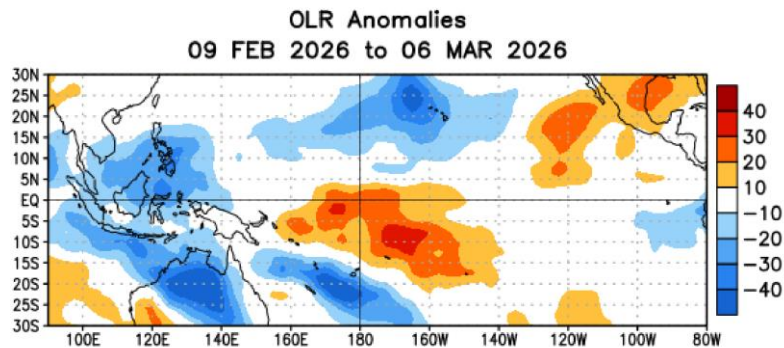 OLR Anomalies
09 FEB 2026 to 06 MAR 2026
30N
25N
20N
15N
10N
5N
EQ
5S
10S
15S
20S
25S
30S
100E 120E 140E 160E 180 160W 140W 120W 100W 80W
40
30
20
10
-10
-20
-30
-40